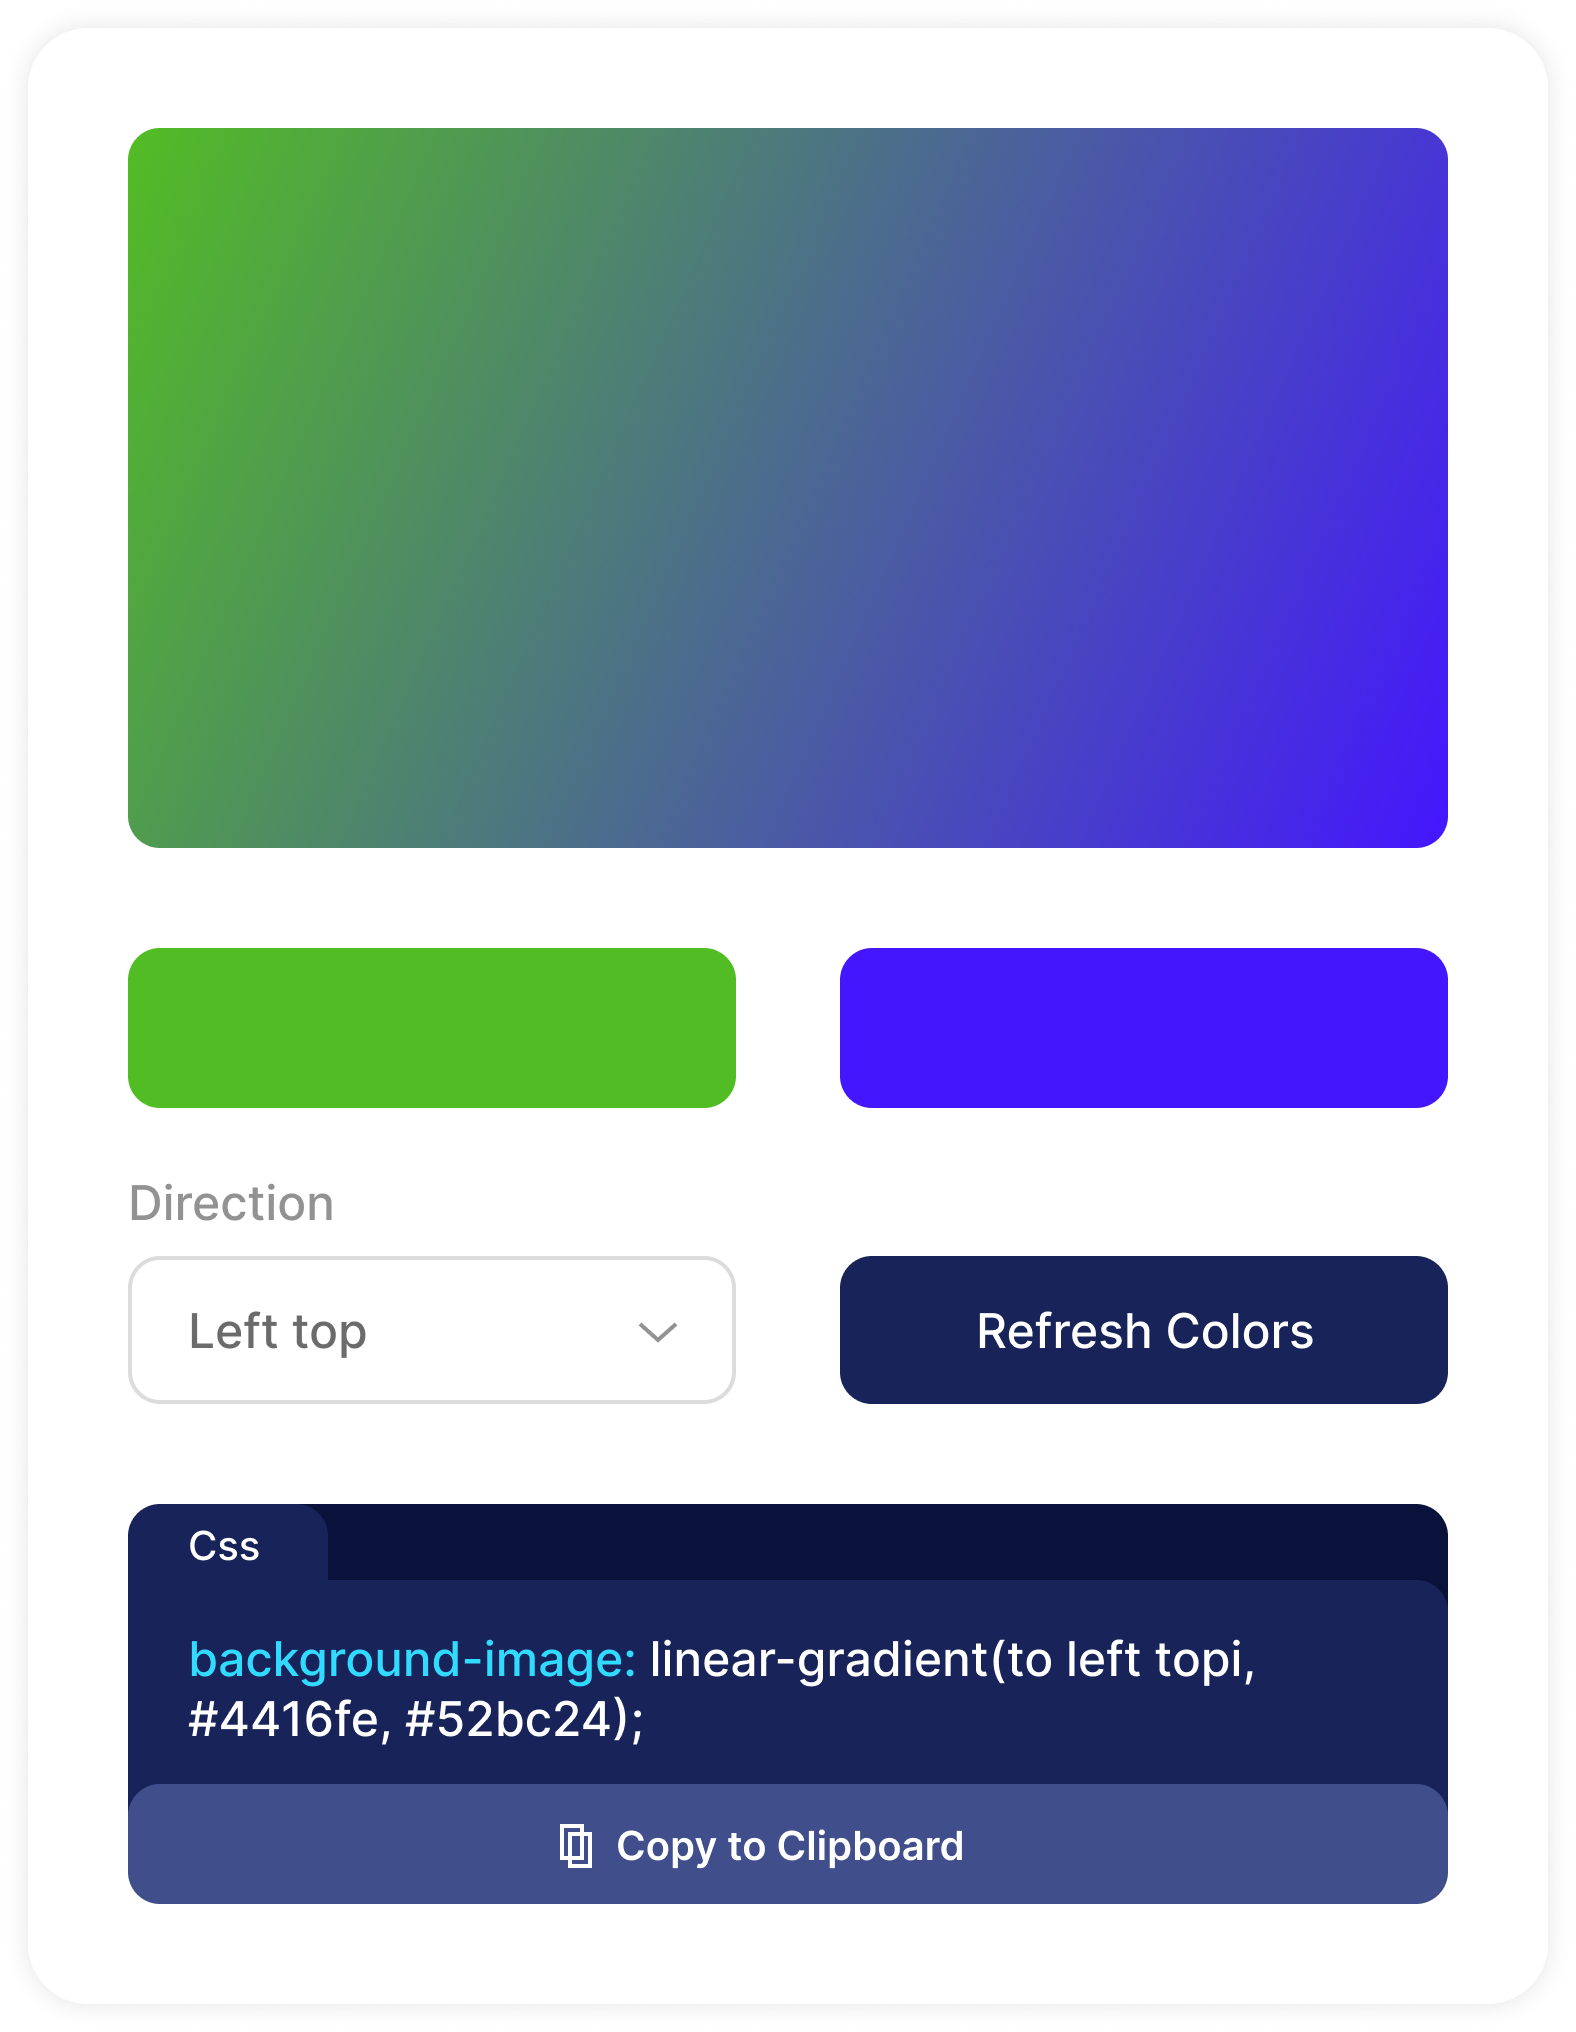 Direction
Left top
Refresh Colors
Css
background-image: linear-gradient(to left topi,
#4416fe, #52bc24);
Copy to Clipboard